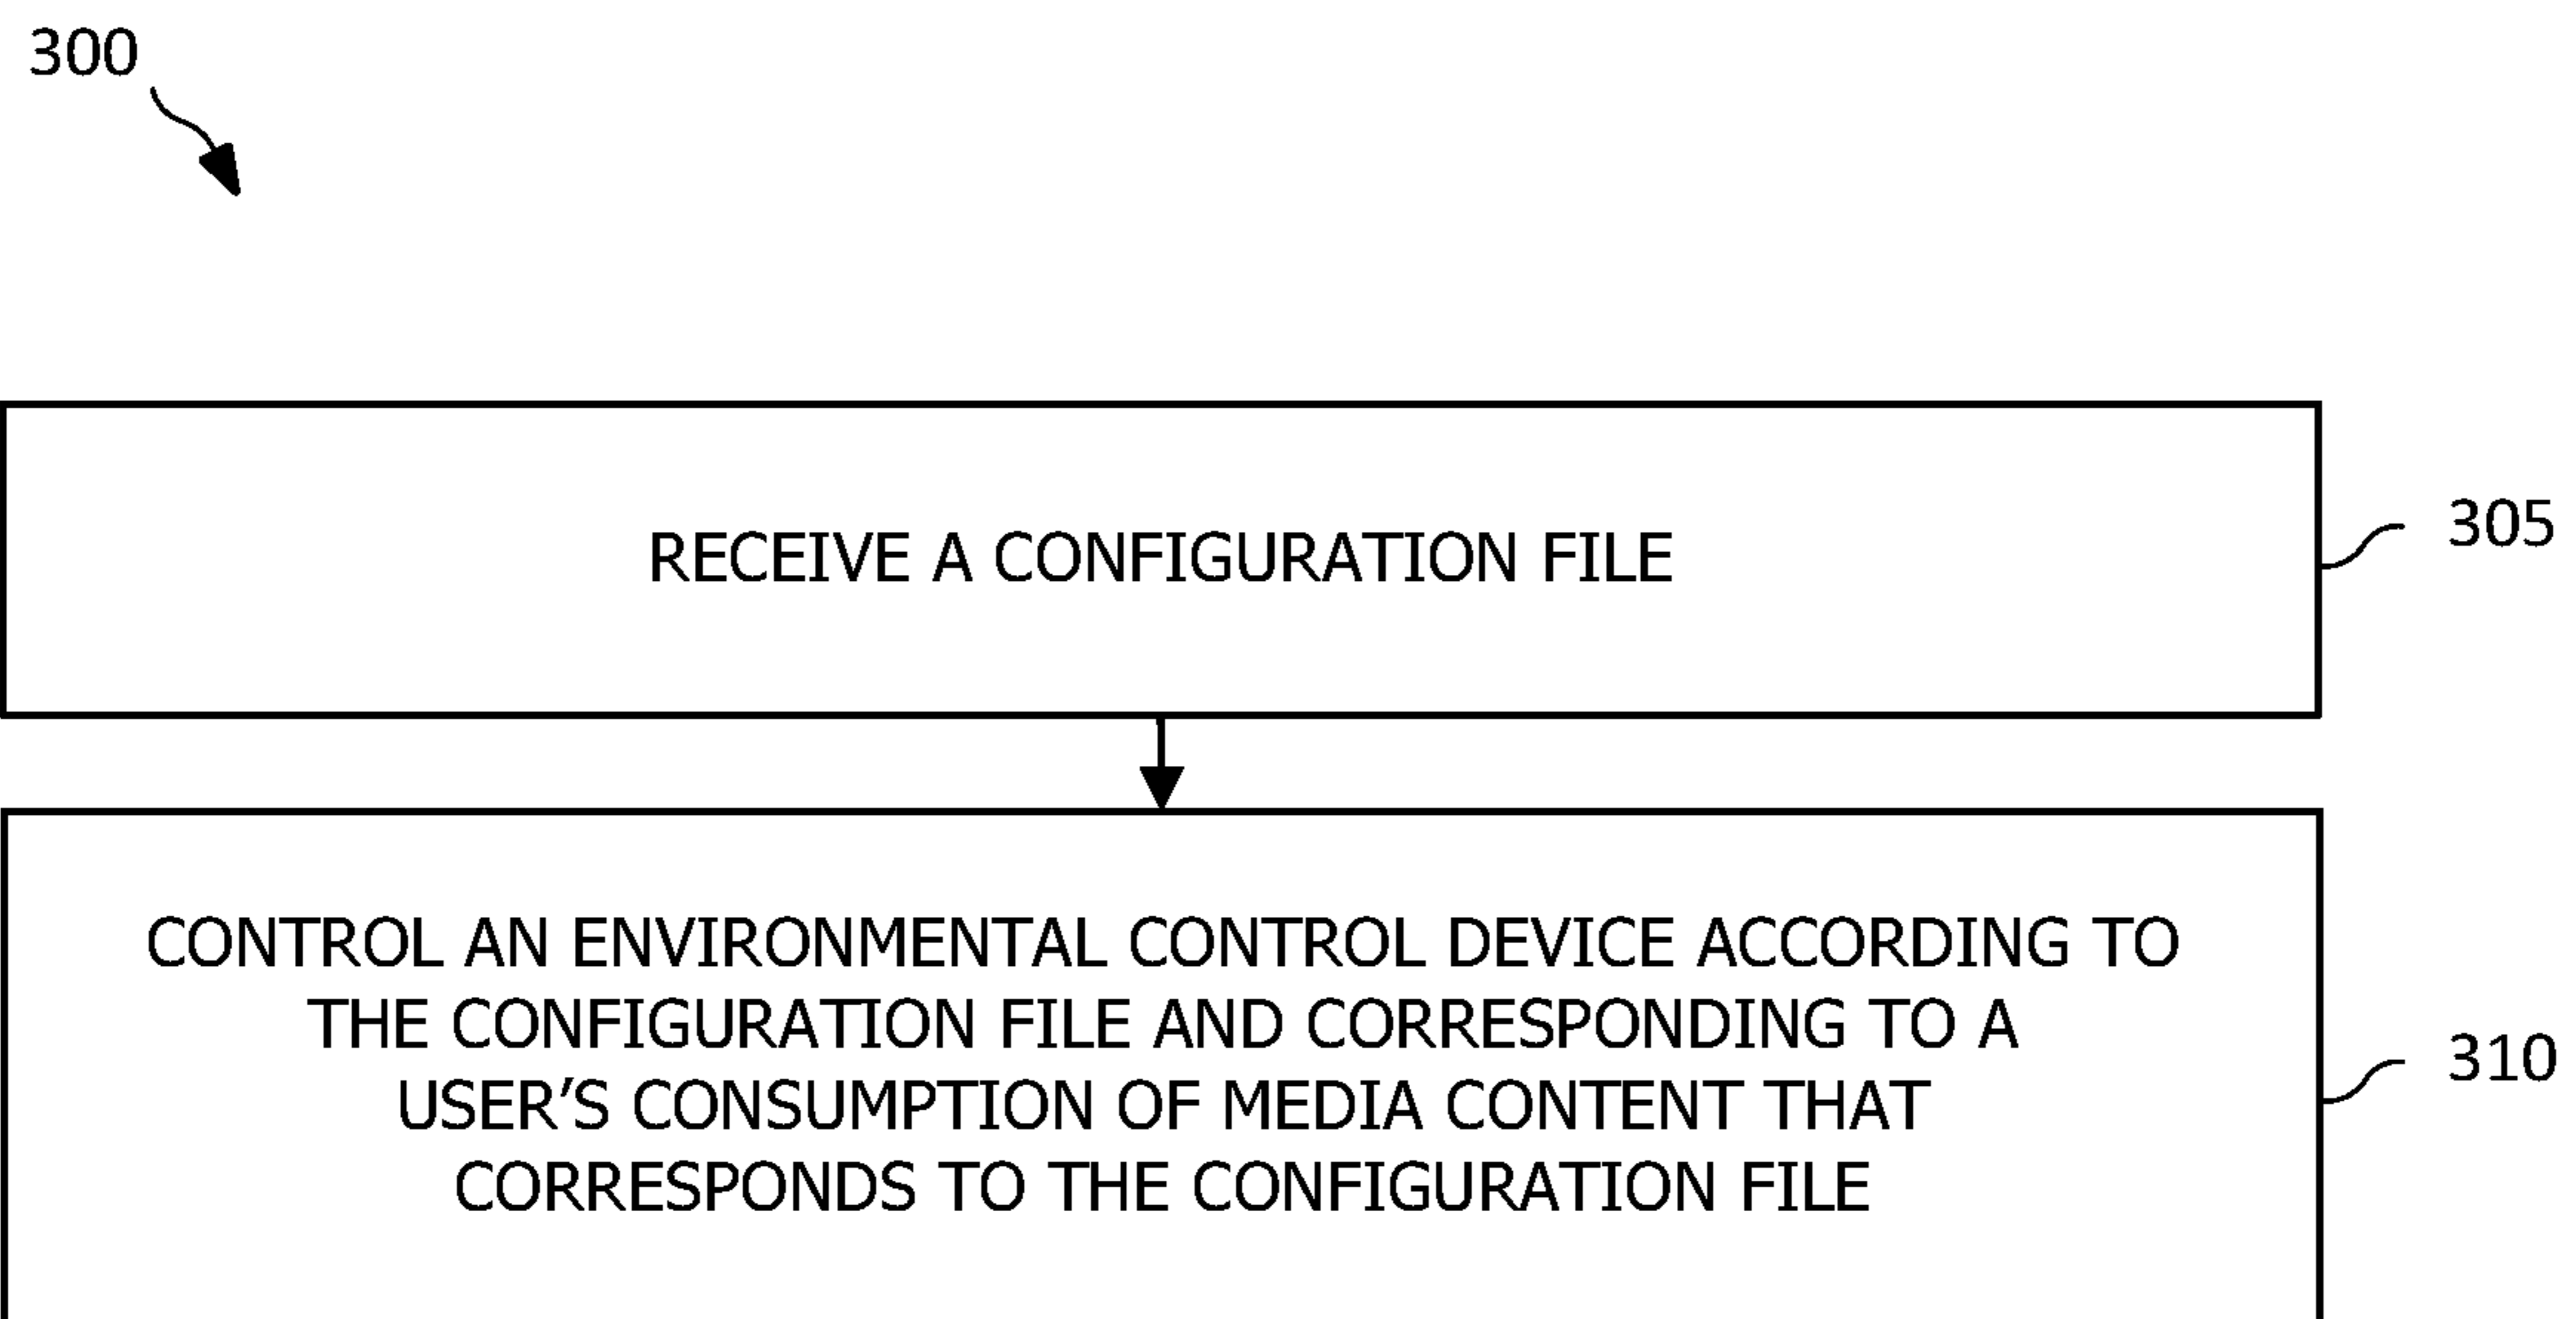 300
RECEIVE A CONFIGURATION FILE
305
CONTROL AN ENVIRONMENTAL CONTROL DEVICE ACCORDING TO
THE CONFIGURATION FILE AND CORRESPONDING TO A
USER’S CONSUMPTION OF MEDIA CONTENT THAT
CORRESPONDS TO THE CONFIGURATION FILE
310